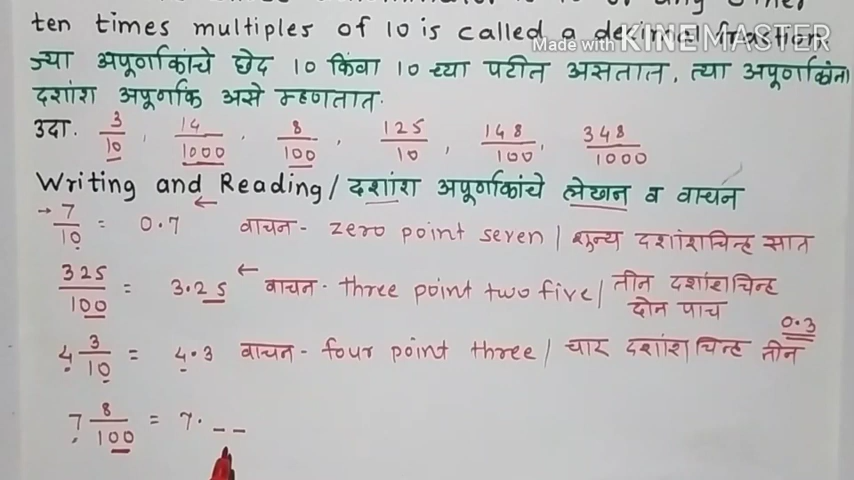 ten times multiples of 10 is called a decimal fraction
Made with KINEMASTER
ज्या अपूर्णांकांचे छेद 10 किंवा 10 च्या पटीत असतात, त्या अपूर्णांकांना
दशांश अपूर्णांक असे म्हणतात.
उदा. 3/10, 14/1000, 8/100, 125/10, 148/100, 348/1000
Writing and Reading / दशांश अपूर्णांकांचे लेखन व वाचन
→ 7/10 = 0.7 ← वाचन - zero point seven / शुन्य दशांशचिन्ह सात
325/100 = 3.25 ← वाचन - three point two five / तीन दशांशचिन्ह
दोन पाच
0.3
4 3/10 = 4.3 वाचन - four point three / चार दशांशचिन्ह तीन
7 8/100 = 7. _ _